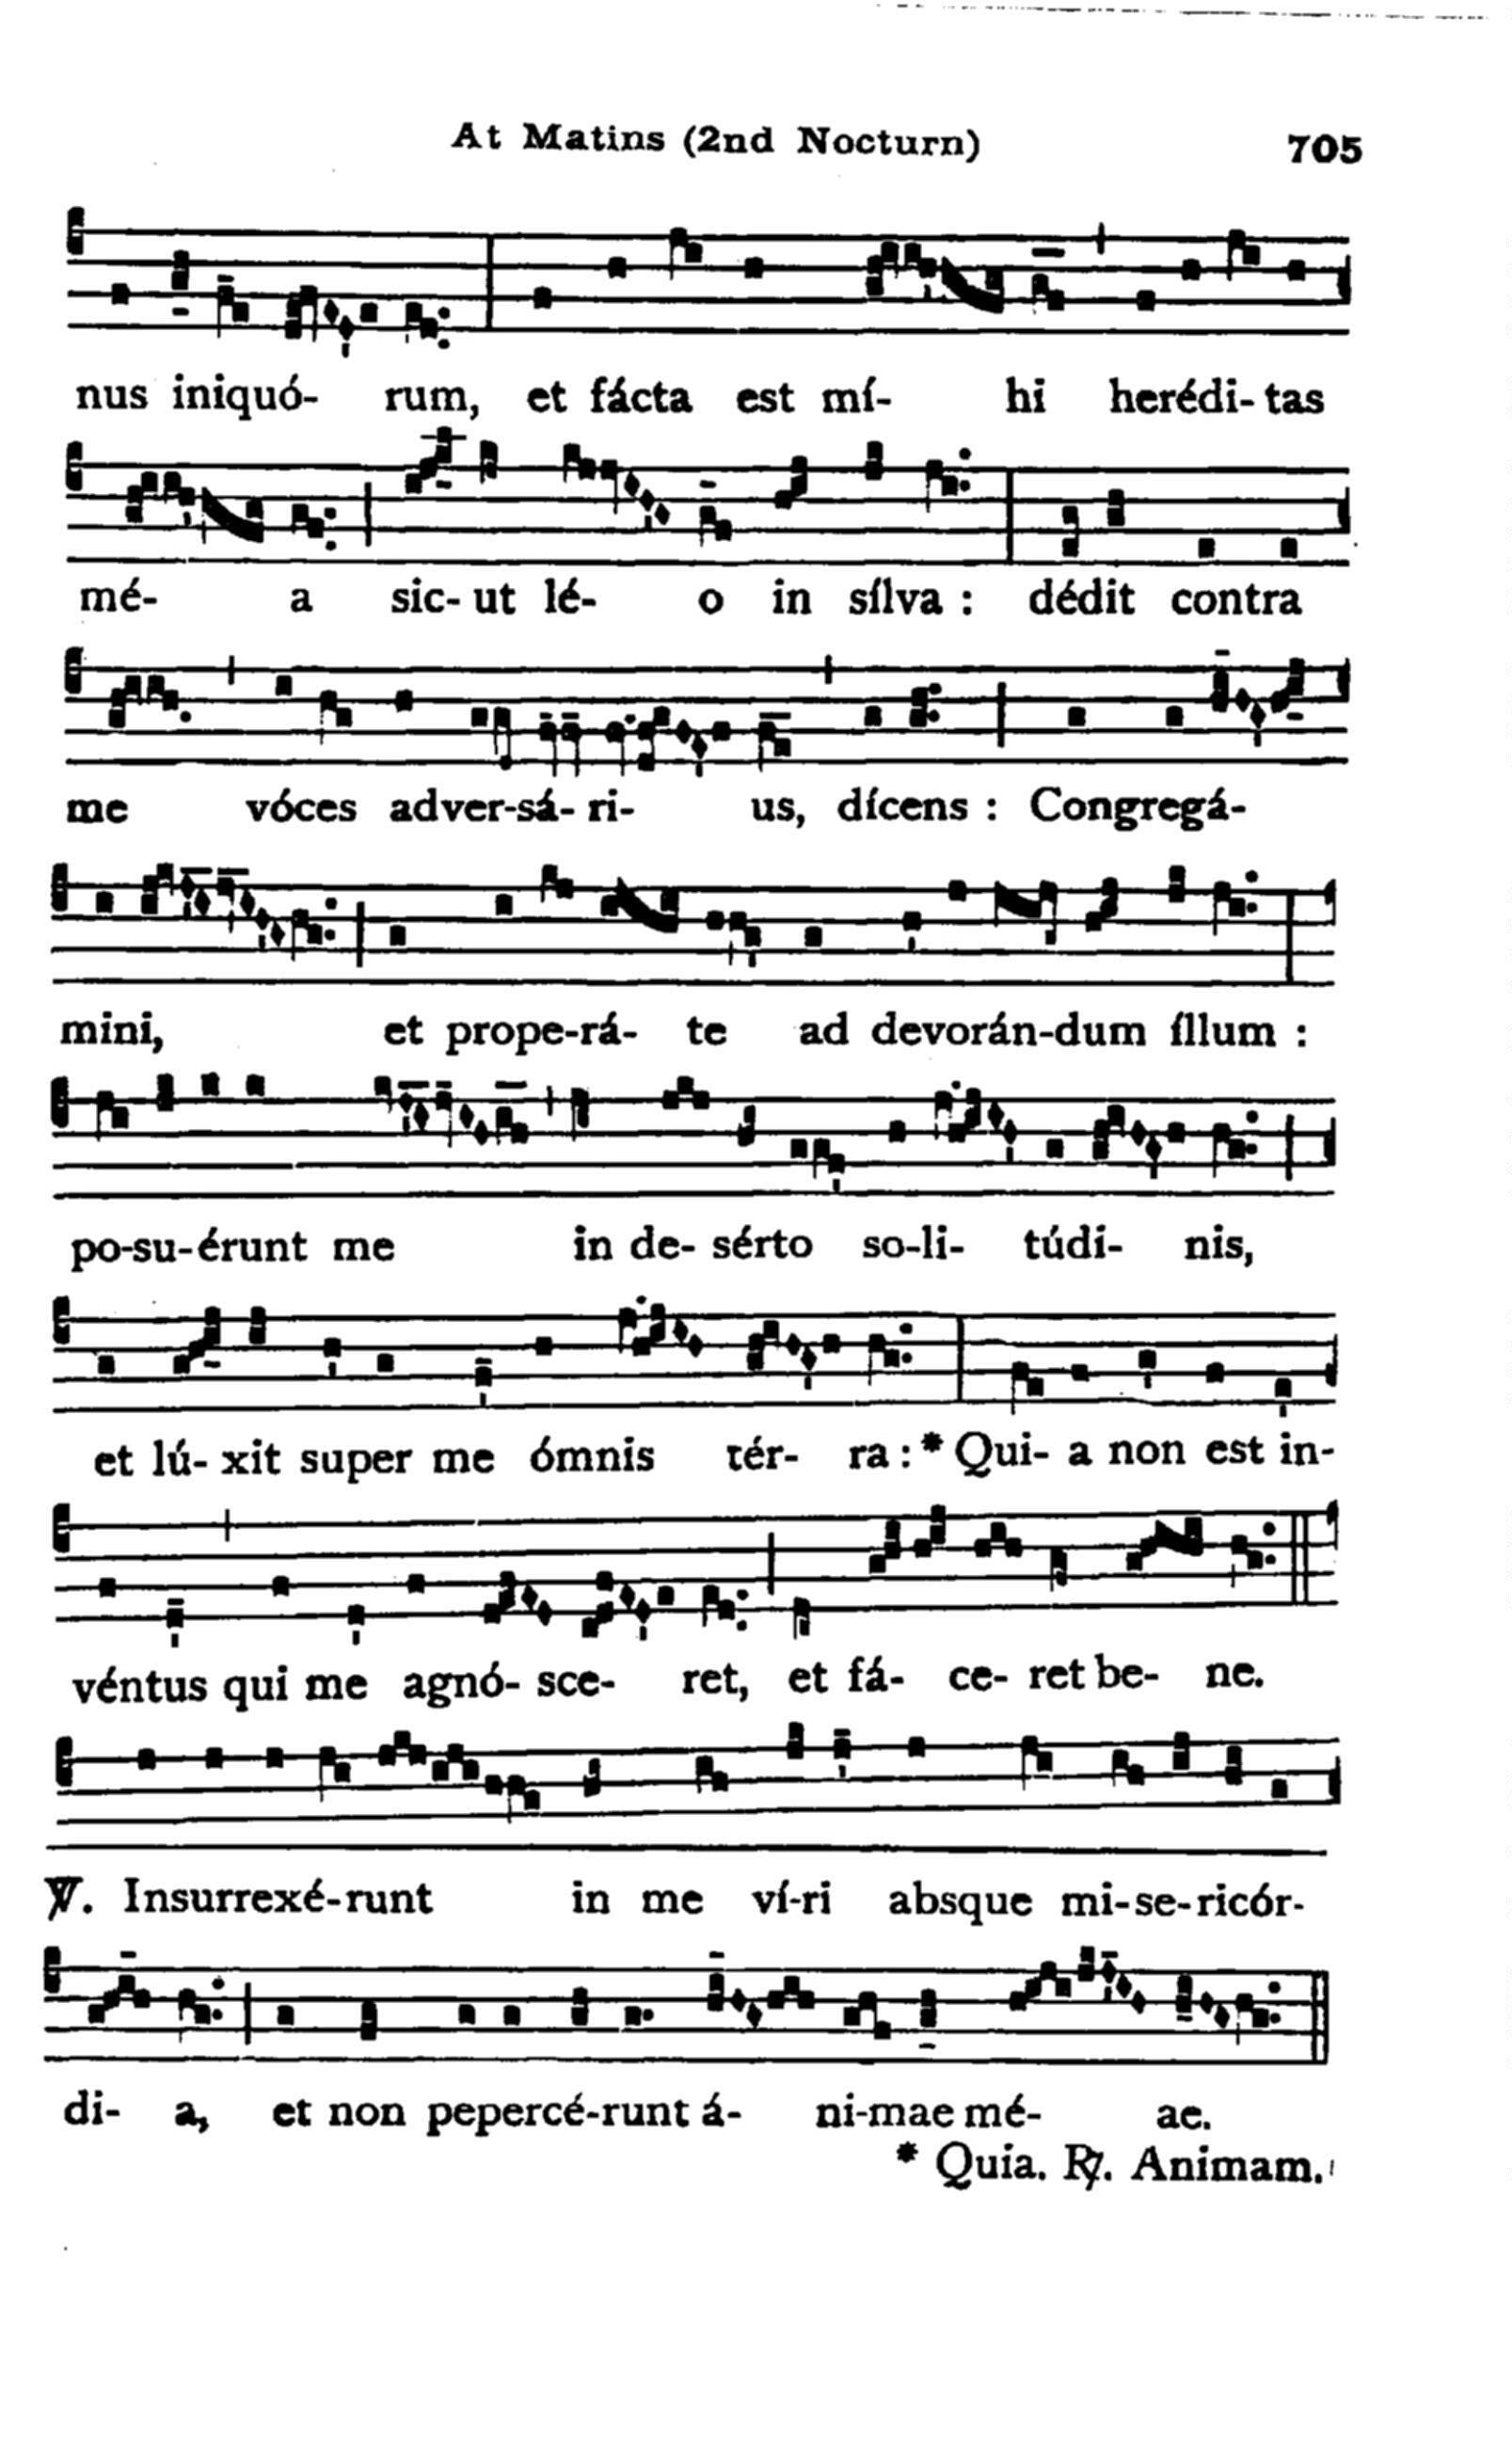 At Matins (2nd Nocturn) 705
nus iniquó- rum, et fácta est mí- hi herédi- tas
mé- a sic- ut lé- o in sílva : dédit contra
me vóces adver-sá- ri- us, dícens : Congregá-
mini, et prope-rá- te ad devorán-dum íllum :
po-su-érunt me in de- sérto so-li- túdi- nis,
et lú- xit super me ómnis tér- ra : * Qui- a non est in-
véntus qui me agnó- sce- ret, et fá- ce- ret be- ne.
℣. Insurrexé-runt in me ví-ri absque mi-se-ricór-
di- a, et non pepercé-runt á- ni-mae mé- ae.
* Quia. ℟. Animam.